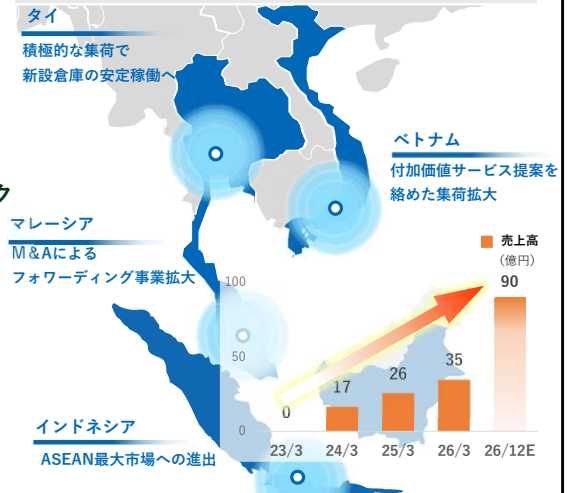 タイ
積極的な集荷で
新設倉庫の安定稼働へ
ベトナム
付加価値サービス提案を
絡めた集荷拡大
ク
マレーシア
M&Aによる
フォワーディング事業拡大
インドネシア
ASEAN最大市場への進出
売上高
(億円)
100
50
0
0
17
26
35
90
23/3 24/3 25/3 26/3 26/12E